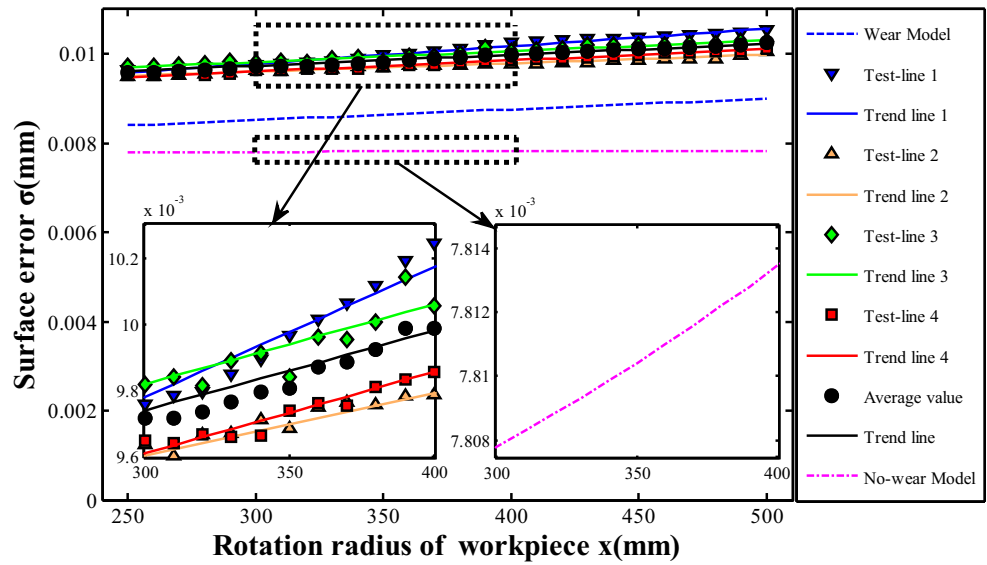 0.01
0.008
0.006
0.004
0.002
0
Surface error σ(mm)
250
300
350
400
450
500
Rotation radius of workpiece x(mm)
x 10⁻³
10.2
10
9.8
9.6
300
350
400
x 10⁻³
7.814
7.812
7.81
7.808
300
350
400
Wear Model
Test-line 1
Trend line 1
Test-line 2
Trend line 2
Test-line 3
Trend line 3
Test-line 4
Trend line 4
Average value
Trend line
No-wear Model